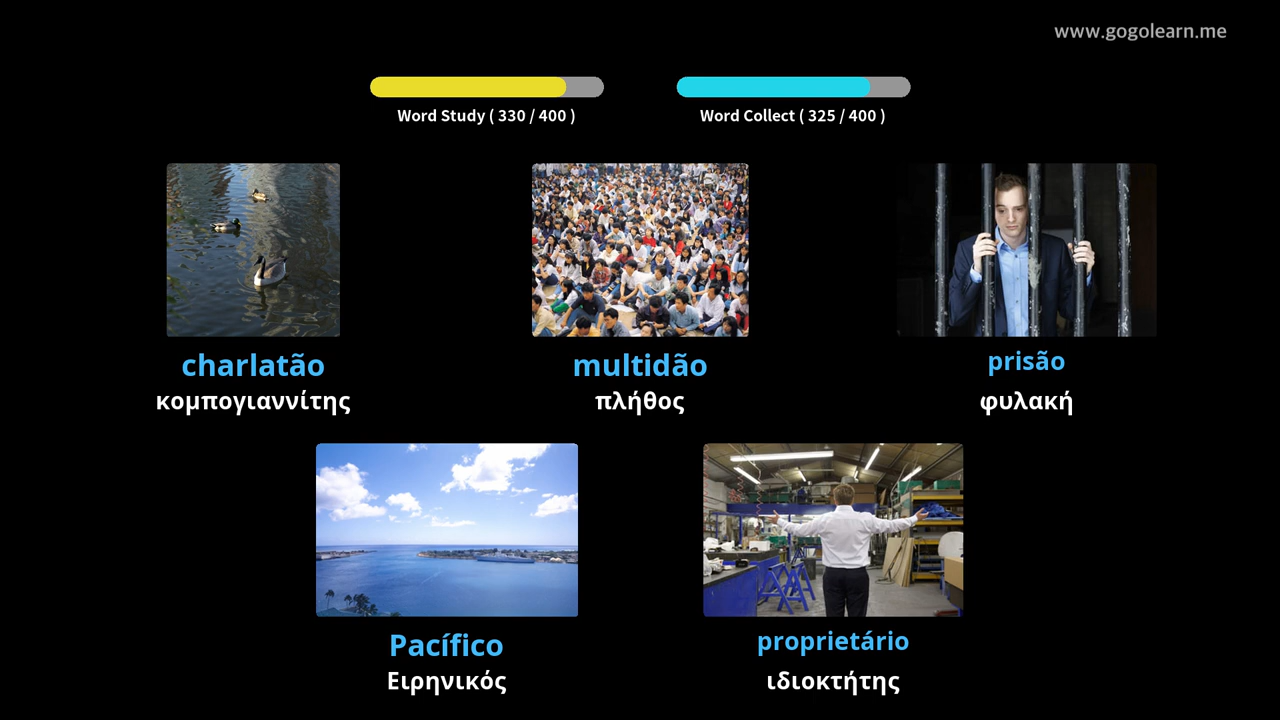 www.gogolearn.me
Word Study ( 330 / 400 )
Word Collect ( 325 / 400 )
charlatão
κομπογιαννίτης
multidão
πλήθος
prisão
φυλακή
Pacífico
Ειρηνικός
proprietário
ιδιοκτήτης